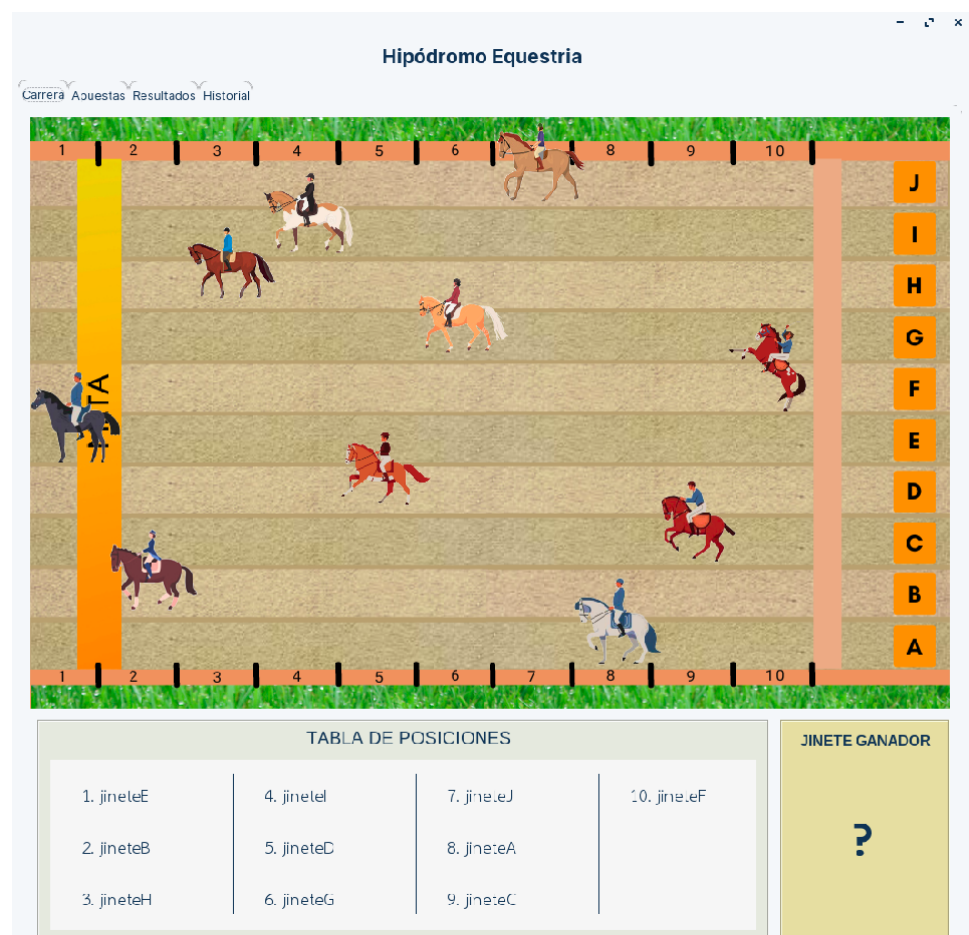 Hipódromo Equestria
Carrera Apuestas Resultados Historial
1 2 3 4 5 6 8 9 10
J
I
H
G
F
E
D
C
B
A
1 2 3 4 5 6 7 8 9 10
TABLA DE POSICIONES
1. jineteE
2. jineteB
3. jineteH
4. jineteI
5. jineteD
6. jineteG
7. jineteJ
8. jineteA
9. jineteC
10. jineteF
JINETE GANADOR
?